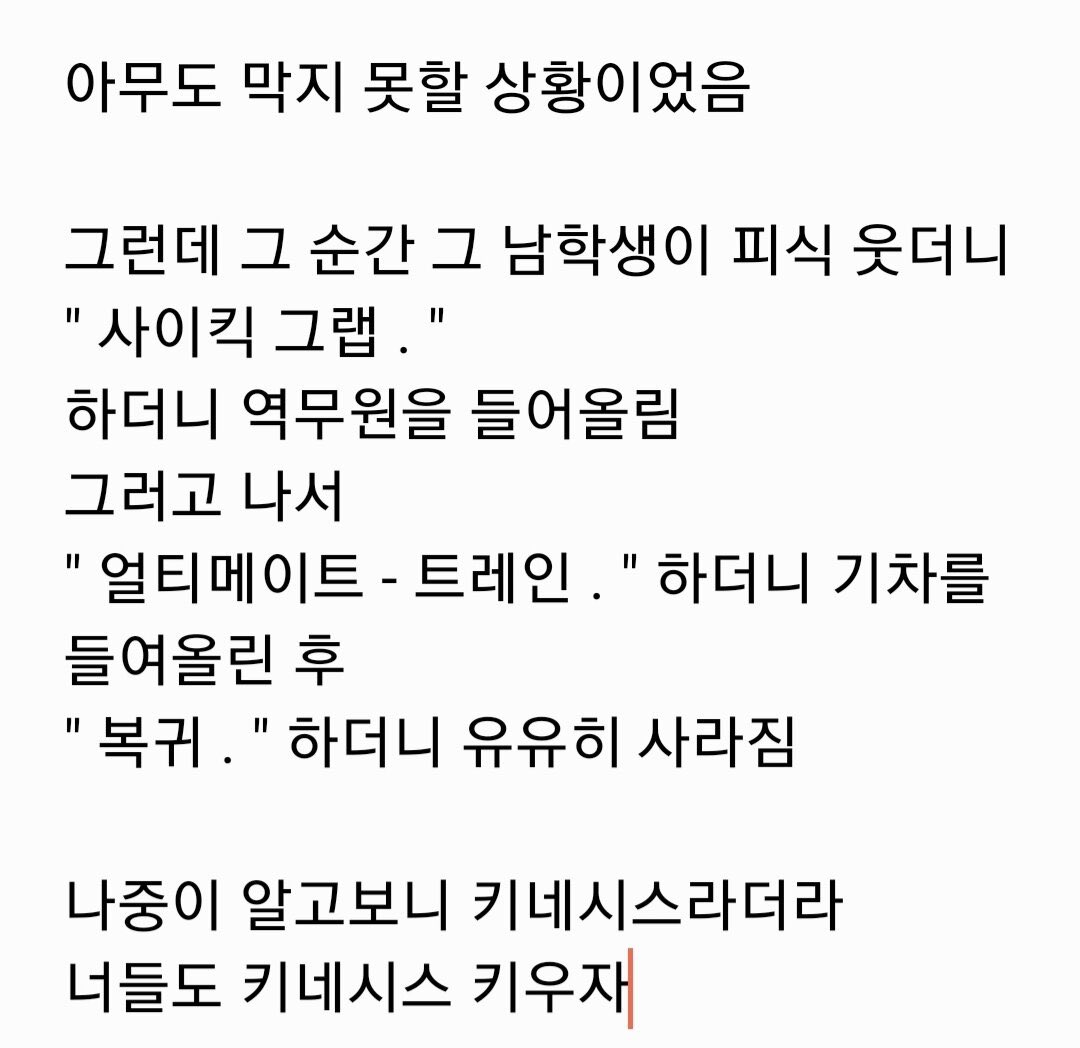 아무도 막지 못할 상황이었음
그런데 그 순간 그 남학생이 피식 웃더니
" 사이킥 그랩 . "
하더니 역무원을 들어올림
그러고 나서
" 얼티메이트 - 트레인 . " 하더니 기차를
들여올린 후
" 복귀 . " 하더니 유유히 사라짐
나중이 알고보니 키네시스라더라
너들도 키네시스 키우자